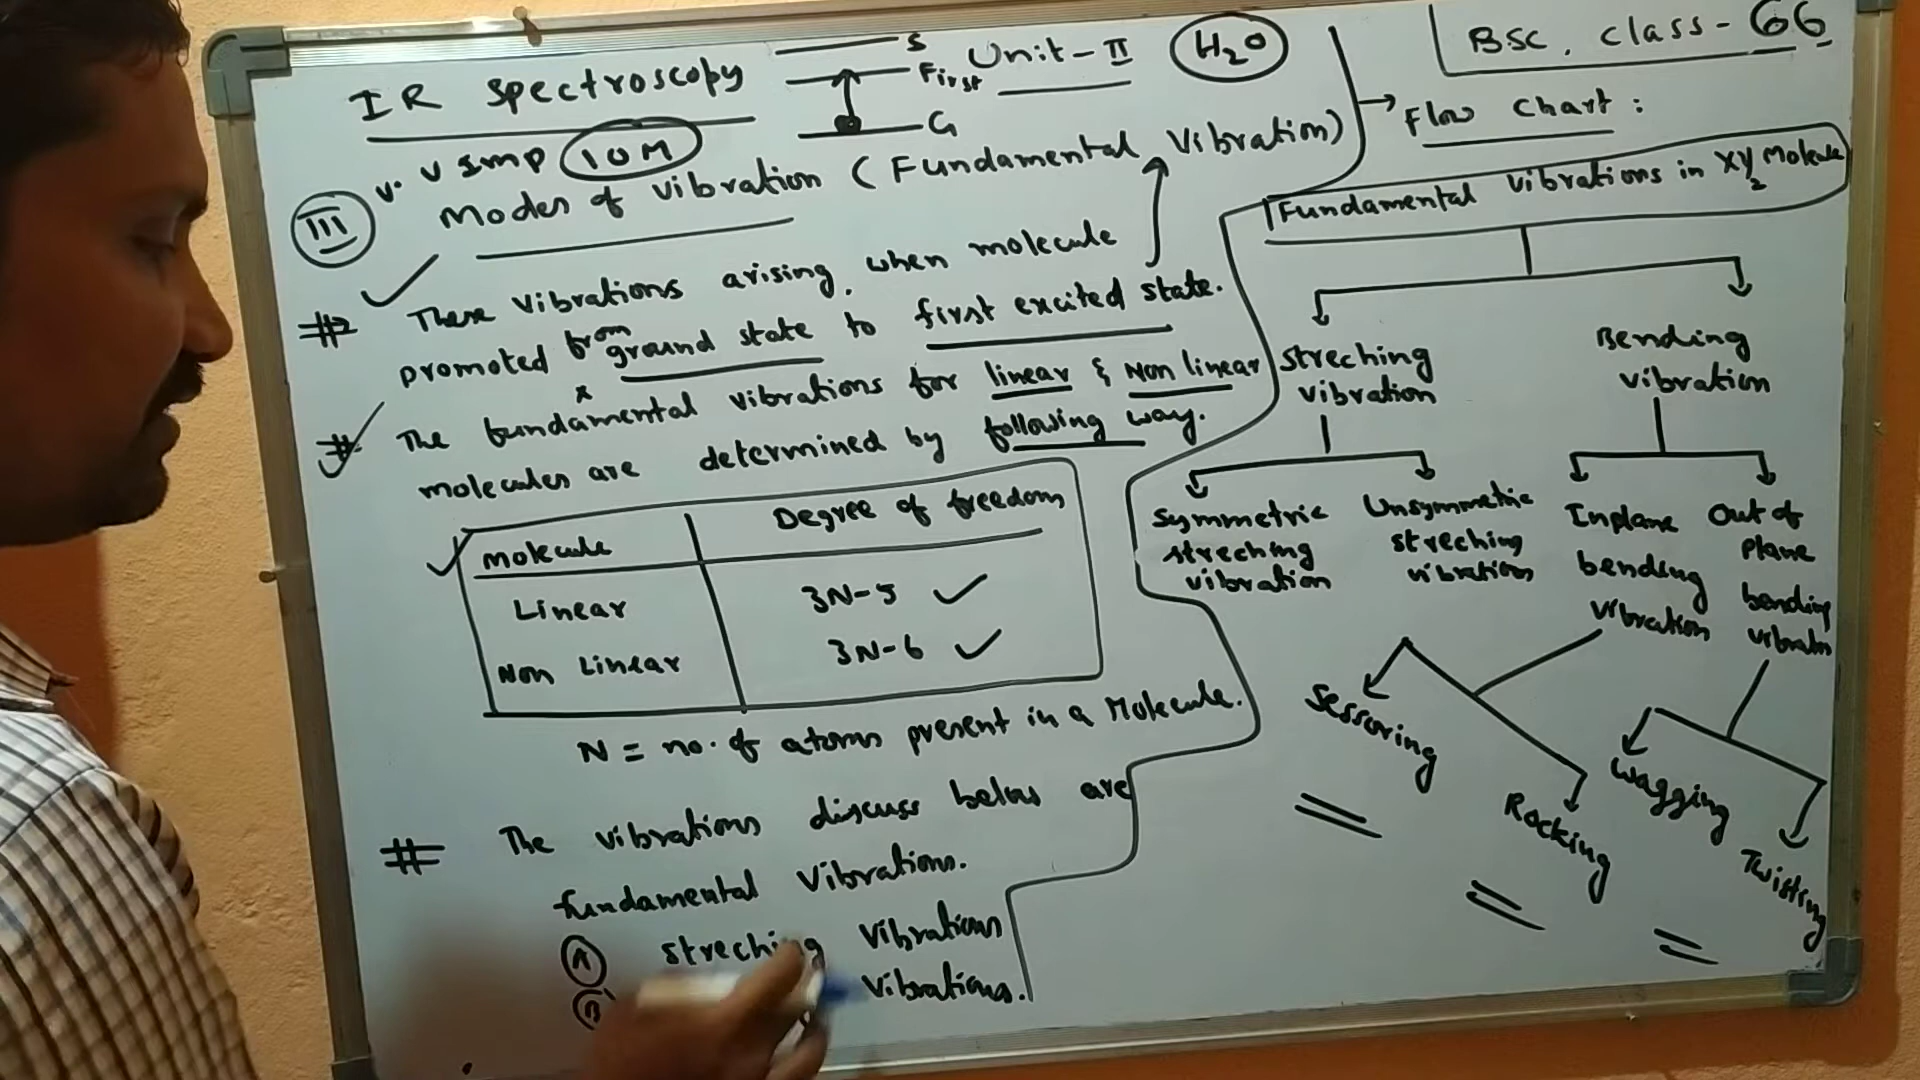 IR Spectroscopy
S
First
G
Unit-II
H2O
BSC, Class-66
v. v imp 10M
III
Modes of vibration (Fundamental Vibration)
# These vibrations arising, when molecule
promoted from ground state to first excited state.
# The fundamental vibrations for linear & Non linear
molecules are determined by following way.
Molecule
Degree of freedom
Linear
3N-5 ✓
Non Linear
3N-6 ✓
N = no. of atoms present in a Molecule.
# The vibrations discuss below are
fundamental Vibrations.
A streching Vibrations
B Vibrations.
→ Flow Chart :
Fundamental vibrations in XY2 Molecule
Streching
vibration
Bending
vibration
Symmetric
streching
vibration
Unsymmetric
streching
vibration
Inplane
bending
vibration
Out of
plane
bending
Sessoring
Rocking
Wagging
Twisting